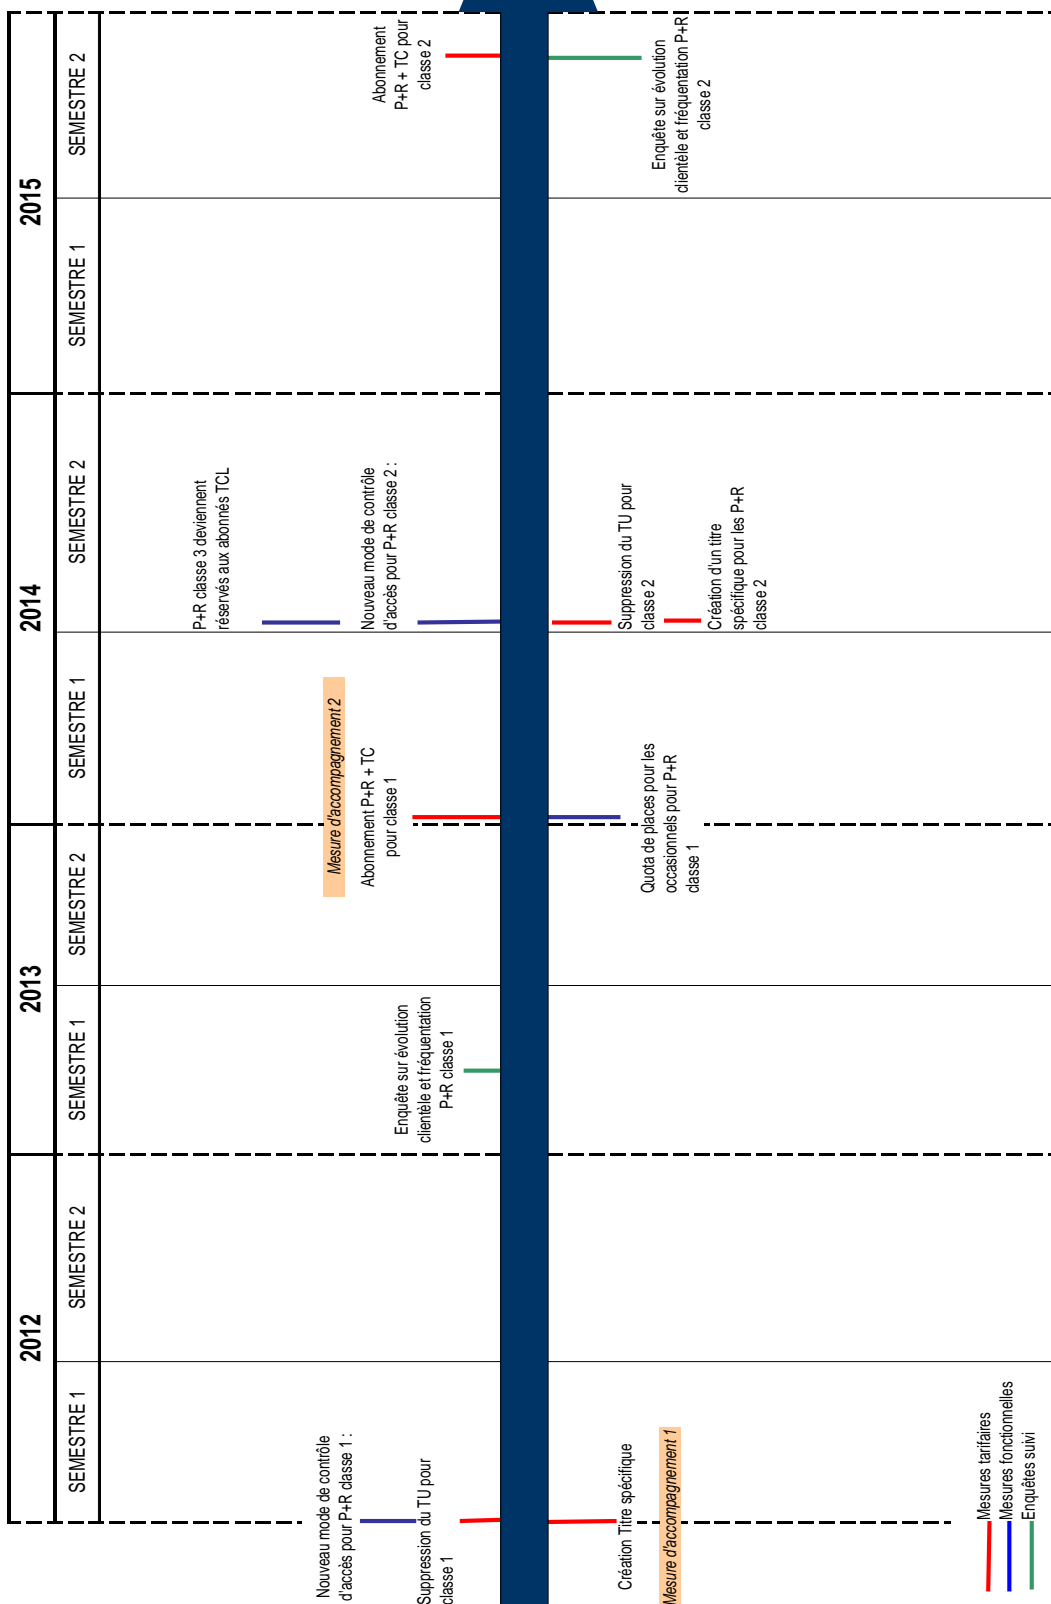 2012
2013
2014
2015
SEMESTRE 1
SEMESTRE 2
SEMESTRE 1
SEMESTRE 2
SEMESTRE 1
SEMESTRE 2
SEMESTRE 1
SEMESTRE 2
Nouveau mode de contrôle
d'accès pour P+R classe 1 :
Suppression du TU pour
classe 1
Création Titre spécifique
Mesure d'accompagnement 1
Enquête sur évolution
clientèle et fréquentation
P+R classe 1
Mesure d'accompagnement 2
Abonnement P+R + TC
pour classe 1
Quota de places pour les
occasionnels pour P+R
classe 1
P+R classe 3 deviennent
réservés aux abonnés TCL
Nouveau mode de contrôle
d'accès pour P+R classe 2 :
Suppression du TU pour
classe 2
Création d'un titre
spécifique pour les P+R
classe 2
Abonnement
P+R + TC pour
classe 2
Enquête sur évolution
clientèle et fréquentation P+R
classe 2
Mesures tarifaires
Mesures fonctionnelles
Enquêtes suivi